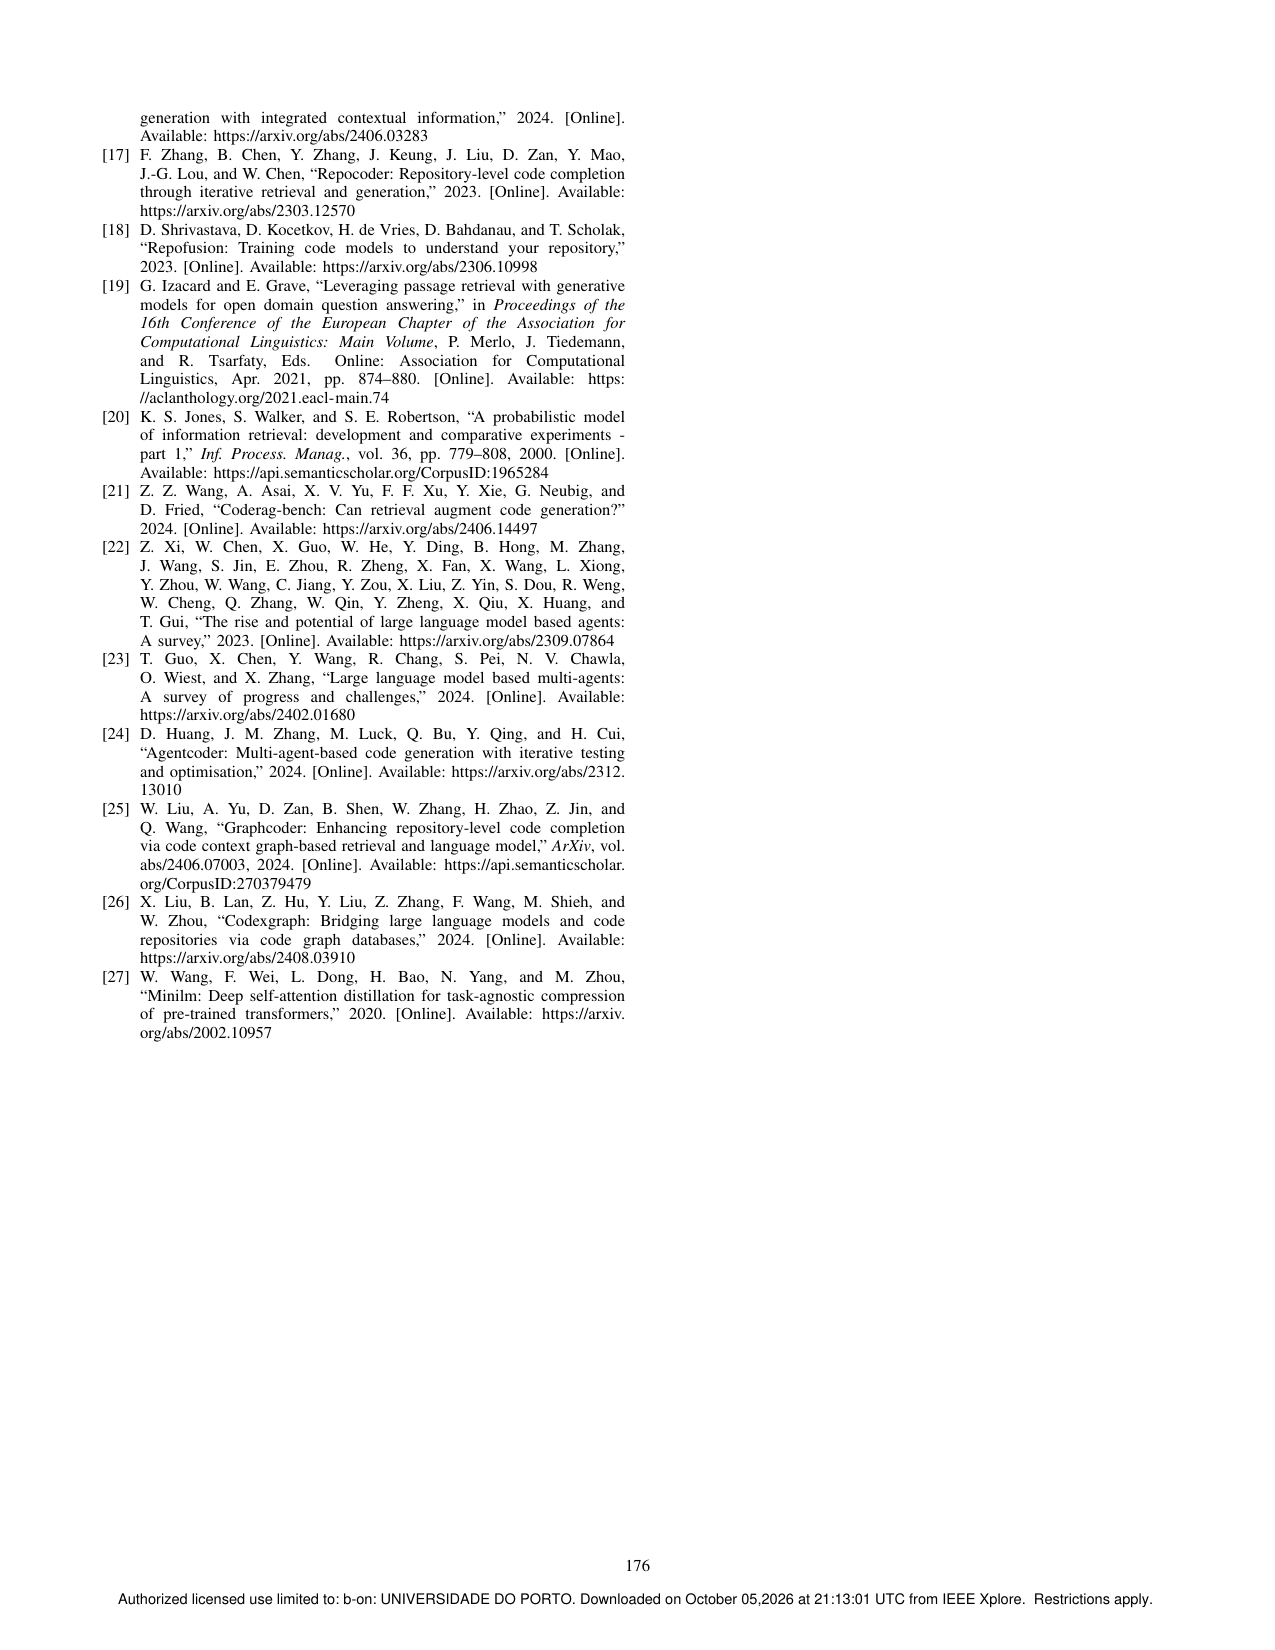 generation with integrated contextual information,” 2024. [Online].
Available: https://arxiv.org/abs/2406.03283
[17] F. Zhang, B. Chen, Y. Zhang, J. Keung, J. Liu, D. Zan, Y. Mao,
J.-G. Lou, and W. Chen, “Repocoder: Repository-level code completion
through iterative retrieval and generation,” 2023. [Online]. Available:
https://arxiv.org/abs/2303.12570
[18] D. Shrivastava, D. Kocetkov, H. de Vries, D. Bahdanau, and T. Scholak,
“Repofusion: Training code models to understand your repository,”
2023. [Online]. Available: https://arxiv.org/abs/2306.10998
[19] G. Izacard and E. Grave, “Leveraging passage retrieval with generative
models for open domain question answering,” in Proceedings of the
16th Conference of the European Chapter of the Association for
Computational Linguistics: Main Volume, P. Merlo, J. Tiedemann,
and R. Tsarfaty, Eds. Online: Association for Computational
Linguistics, Apr. 2021, pp. 874–880. [Online]. Available: https:
//aclanthology.org/2021.eacl-main.74
[20] K. S. Jones, S. Walker, and S. E. Robertson, “A probabilistic model
of information retrieval: development and comparative experiments -
part 1,” Inf. Process. Manag., vol. 36, pp. 779–808, 2000. [Online].
Available: https://api.semanticscholar.org/CorpusID:1965284
[21] Z. Z. Wang, A. Asai, X. V. Yu, F. F. Xu, Y. Xie, G. Neubig, and
D. Fried, “Coderag-bench: Can retrieval augment code generation?”
2024. [Online]. Available: https://arxiv.org/abs/2406.14497
[22] Z. Xi, W. Chen, X. Guo, W. He, Y. Ding, B. Hong, M. Zhang,
J. Wang, S. Jin, E. Zhou, R. Zheng, X. Fan, X. Wang, L. Xiong,
Y. Zhou, W. Wang, C. Jiang, Y. Zou, X. Liu, Z. Yin, S. Dou, R. Weng,
W. Cheng, Q. Zhang, W. Qin, Y. Zheng, X. Qiu, X. Huang, and
T. Gui, “The rise and potential of large language model based agents:
A survey,” 2023. [Online]. Available: https://arxiv.org/abs/2309.07864
[23] T. Guo, X. Chen, Y. Wang, R. Chang, S. Pei, N. V. Chawla,
O. Wiest, and X. Zhang, “Large language model based multi-agents:
A survey of progress and challenges,” 2024. [Online]. Available:
https://arxiv.org/abs/2402.01680
[24] D. Huang, J. M. Zhang, M. Luck, Q. Bu, Y. Qing, and H. Cui,
“Agentcoder: Multi-agent-based code generation with iterative testing
and optimisation,” 2024. [Online]. Available: https://arxiv.org/abs/2312.
13010
[25] W. Liu, A. Yu, D. Zan, B. Shen, W. Zhang, H. Zhao, Z. Jin, and
Q. Wang, “Graphcoder: Enhancing repository-level code completion
via code context graph-based retrieval and language model,” ArXiv, vol.
abs/2406.07003, 2024. [Online]. Available: https://api.semanticscholar.
org/CorpusID:270379479
[26] X. Liu, B. Lan, Z. Hu, Y. Liu, Z. Zhang, F. Wang, M. Shieh, and
W. Zhou, “Codexgraph: Bridging large language models and code
repositories via code graph databases,” 2024. [Online]. Available:
https://arxiv.org/abs/2408.03910
[27] W. Wang, F. Wei, L. Dong, H. Bao, N. Yang, and M. Zhou,
“Minilm: Deep self-attention distillation for task-agnostic compression
of pre-trained transformers,” 2020. [Online]. Available: https://arxiv.
org/abs/2002.10957
176
Authorized licensed use limited to: b-on: UNIVERSIDADE DO PORTO. Downloaded on October 05,2026 at 21:13:01 UTC from IEEE Xplore. Restrictions apply.